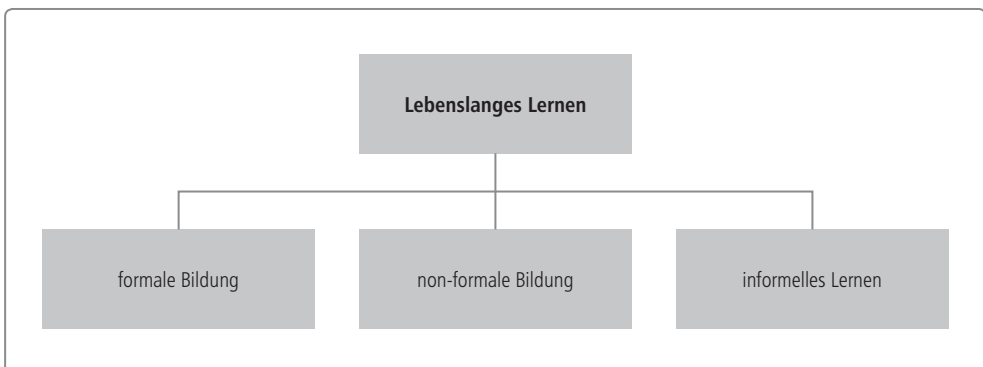 Lebenslanges Lernen
formale Bildung
non-formale Bildung
informelles Lernen